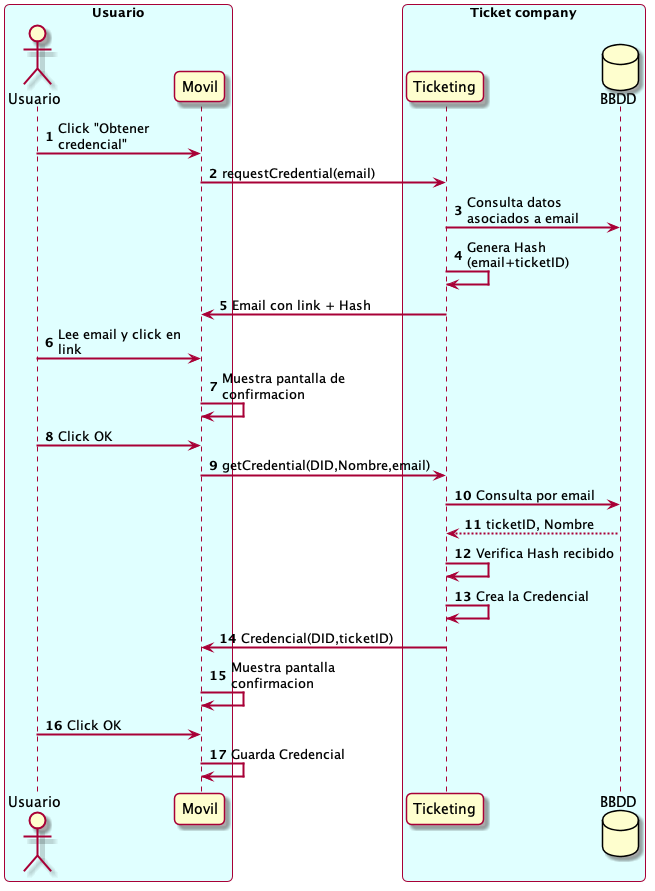 Usuario
Ticket company
Usuario
Movil
Ticketing
BBDD
1 Click "Obtener
credencial"
2 requestCredential(email)
3 Consulta datos
asociados a email
4 Genera Hash
(email+ticketID)
5 Email con link + Hash
6 Lee email y click en
link
7 Muestra pantalla de
confirmacion
8 Click OK
9 getCredential(DID,Nombre,email)
10 Consulta por email
11 ticketID, Nombre
12 Verifica Hash recibido
13 Crea la Credencial
14 Credencial(DID,ticketID)
15 Muestra pantalla
confirmacion
16 Click OK
17 Guarda Credencial
Usuario
Movil
Ticketing
BBDD